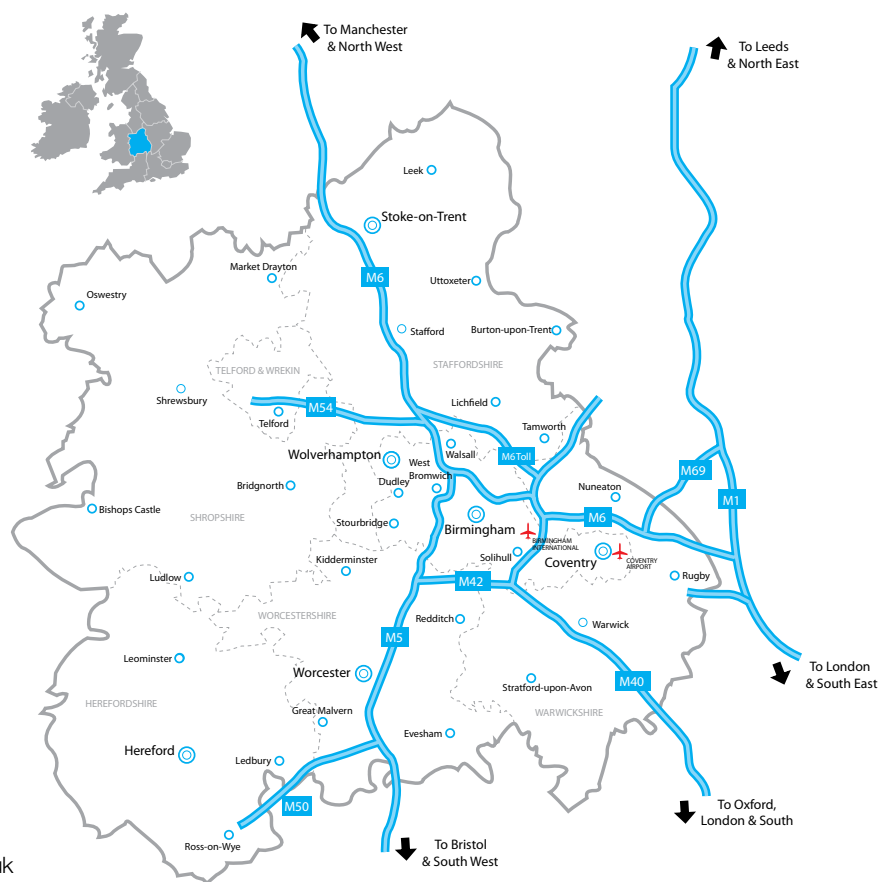 To Manchester
& North West
To Leeds
& North East
Leek
Stoke-on-Trent
Market Drayton
M6
Uttoxeter
Oswestry
Stafford
Burton-upon-Trent
STAFFORDSHIRE
TELFORD & WREKIN
Shrewsbury
M54
Lichfield
Telford
Tamworth
Wolverhampton
Walsall
M6Toll
West
Bromwich
M69
Dudley
Nuneaton
Bridgnorth
M1
Bishops Castle
SHROPSHIRE
Stourbridge
Birmingham
M6
BIRMINGHAM
INTERNATIONAL
Solihull
Coventry
COVENTRY
AIRPORT
Kidderminster
Ludlow
M42
Rugby
WORCESTERSHIRE
Redditch
Warwick
M5
Leominster
Worcester
To London
& South East
M40
Stratford-upon-Avon
HEREFORDSHIRE
Great Malvern
WARWICKSHIRE
Evesham
Hereford
Ledbury
M50
To Oxford,
London & South
Ross-on-Wye
To Bristol
& South West
uk